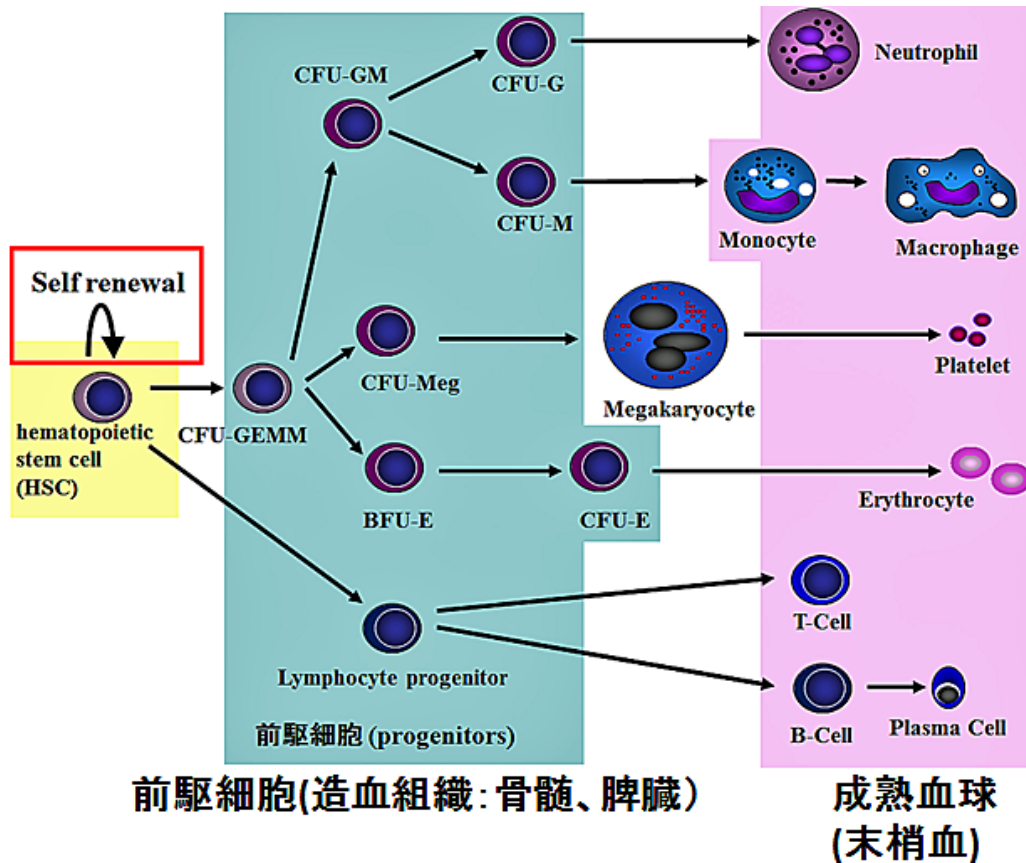 CFU-GM
CFU-G
Neutrophil
CFU-M
Monocyte
Macrophage
Self renewal
hematopoietic
stem cell
(HSC)
CFU-GEMM
CFU-Meg
Megakaryocyte
Platelet
BFU-E
CFU-E
Erythrocyte
T-Cell
Lymphocyte progenitor
B-Cell
Plasma Cell
前駆細胞 (progenitors)
前駆細胞(造血組織:骨髄、脾臓)
成熟血球
(末梢血)